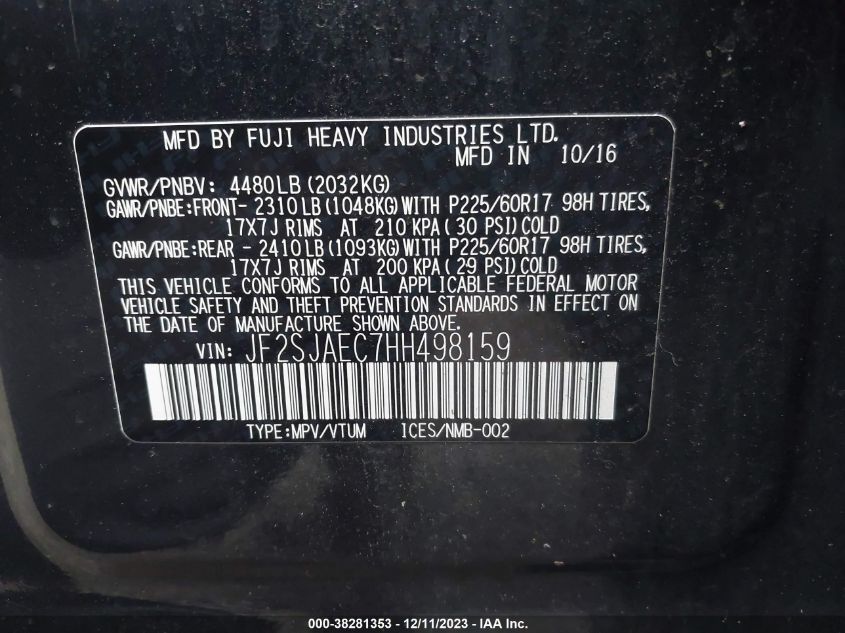 MFD BY FUJI HEAVY INDUSTRIES LTD.
MFD IN 10/16
GVWR/PNBV: 4480LB(2032KG)
GAWR/PNBE:FRONT- 2310LB(1048KG)WITH P225/60R17 98H TIRES,
17X7J RIMS AT 210 KPA(30 PSI)COLD
GAWR/PNBE:REAR - 2410LB(1093KG)WITH P225/60R17 98H TIRES,
17X7J RIMS AT 200 KPA(29 PSI)COLD
THIS VEHICLE CONFORMS TO ALL APPLICABLE FEDERAL MOTOR
VEHICLE SAFETY AND THEFT PREVENTION STANDARDS IN EFFECT ON
THE DATE OF MANUFACTURE SHOWN ABOVE.
VIN: JF2SJAEC7HH498159
TYPE:MPV/VTUM ICES/NMB-002
000-38281353 - 12/11/2023 - IAA Inc.